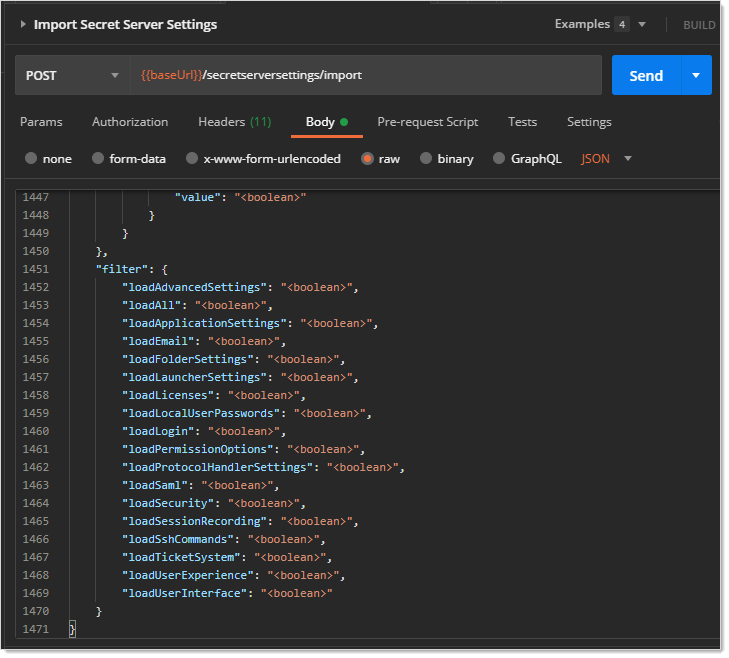 Import Secret Server Settings Examples 4 BUILD
POST {{baseUrl}}/secretserversettings/import Send
Params Authorization Headers (11) Body Pre-request Script Tests Settings
none form-data x-www-form-urlencoded raw binary GraphQL JSON
1447 "value": "<boolean>"
1448 }
1449 }
1450 },
1451 "filter": {
1452 "loadAdvancedSettings": "<boolean>",
1453 "loadAll": "<boolean>",
1454 "loadApplicationSettings": "<boolean>",
1455 "loadEmail": "<boolean>",
1456 "loadFolderSettings": "<boolean>",
1457 "loadLauncherSettings": "<boolean>",
1458 "loadLicenses": "<boolean>",
1459 "loadLocalUserPasswords": "<boolean>",
1460 "loadLogin": "<boolean>",
1461 "loadPermissionOptions": "<boolean>",
1462 "loadProtocolHandlerSettings": "<boolean>",
1463 "loadSaml": "<boolean>",
1464 "loadSecurity": "<boolean>",
1465 "loadSessionRecording": "<boolean>",
1466 "loadSshCommands": "<boolean>",
1467 "loadTicketSystem": "<boolean>",
1468 "loadUserExperience": "<boolean>",
1469 "loadUserInterface": "<boolean>"
1470 }
1471 }